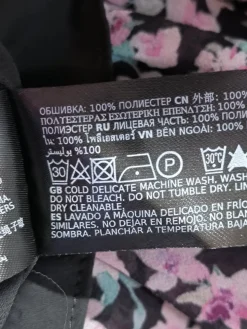 ОБШИВКА: 100% ПОЛИЕСТЕР CN 外部: 100%
ΠΟΛΥΕΣΤΕΡΑΣ ΕΣΩΤΕΡΙΚΗ ΕΠΕΝΔΥΣΗ: 100%
ПОЛИЭСТЕР RU ЛИЦЕВАЯ ЧАСТЬ: 100%
100% โพลีเอสเตอร์ VN BÊN NGOÀI: 100%
%100 بوليستر
30 P 30°C
GB COLD DELICATE MACHINE WASH. WASH
DO NOT BLEACH. DO NOT TUMBLE DRY. LIN
DRY CLEANABLE.
ES LAVADO A MÁQUINA DELICADO EN FRÍO
SIMILARES. NO DEJAR EN REMOJO. NO
SOMBRA. PLANCHAR A TEMPERATURA BAJA